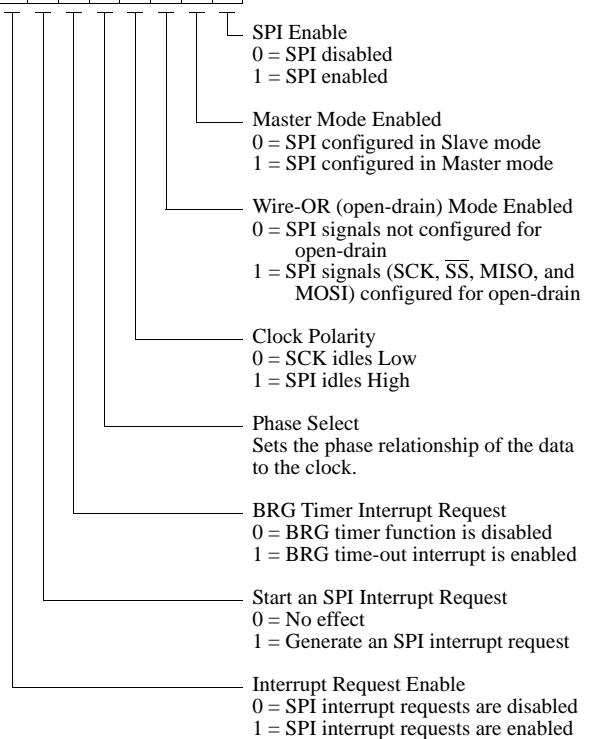 SPI Enable
0 = SPI disabled
1 = SPI enabled
Master Mode Enabled
0 = SPI configured in Slave mode
1 = SPI configured in Master mode
Wire-OR (open-drain) Mode Enabled
0 = SPI signals not configured for
open-drain
1 = SPI signals (SCK, S̅S̅, MISO, and
MOSI) configured for open-drain
Clock Polarity
0 = SCK idles Low
1 = SPI idles High
Phase Select
Sets the phase relationship of the data
to the clock.
BRG Timer Interrupt Request
0 = BRG timer function is disabled
1 = BRG time-out interrupt is enabled
Start an SPI Interrupt Request
0 = No effect
1 = Generate an SPI interrupt request
Interrupt Request Enable
0 = SPI interrupt requests are disabled
1 = SPI interrupt requests are enabled